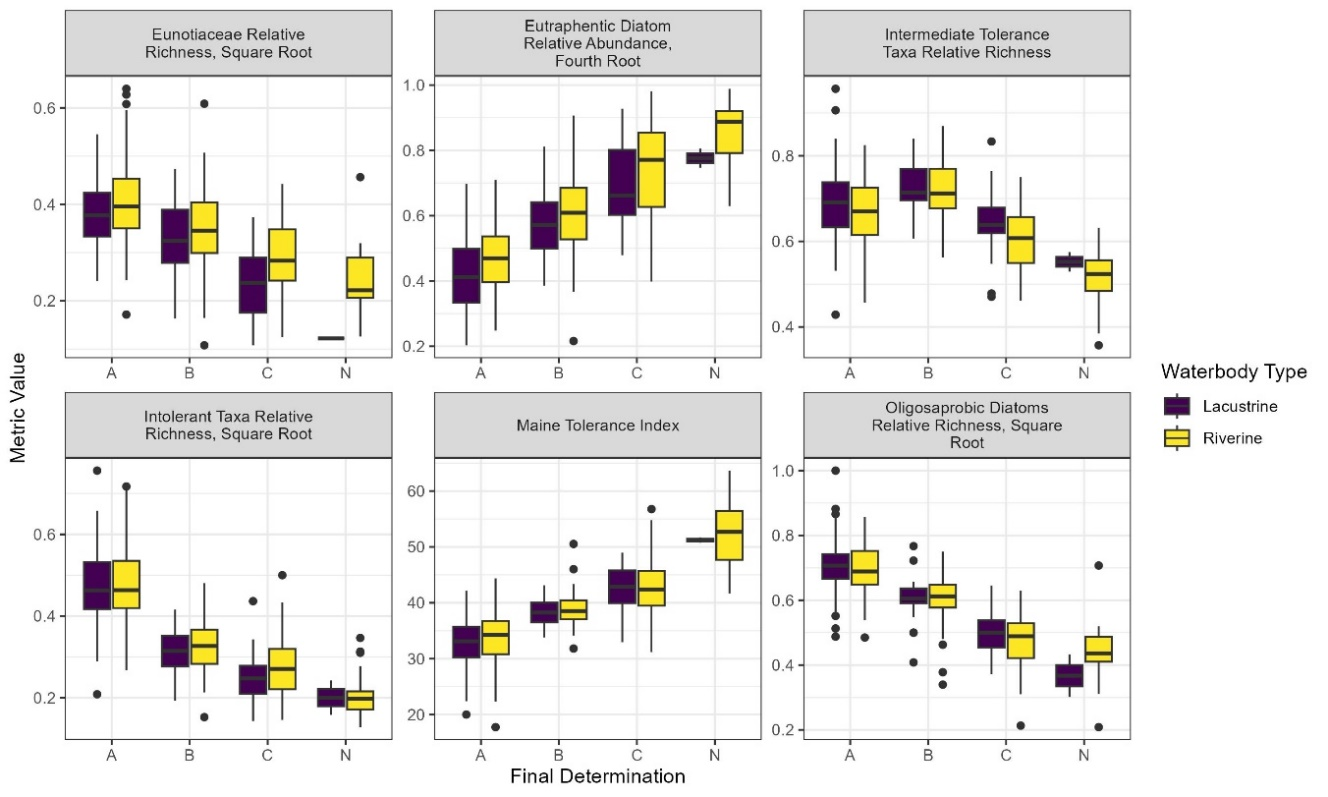 Eunotiaceae Relative
Richness, Square Root
Eutraphentic Diatom
Relative Abundance,
Fourth Root
Intermediate Tolerance
Taxa Relative Richness
0.6
0.4
0.2
A B C N
1.0
0.8
0.6
0.4
0.2
A B C N
0.8
0.6
0.4
A B C N
Metric Value
Intolerant Taxa Relative
Richness, Square Root
Maine Tolerance Index
Oligosaprobic Diatoms
Relative Richness, Square
Root
0.6
0.4
0.2
A B C N
60
50
40
30
20
A B C N
1.0
0.8
0.6
0.4
0.2
A B C N
Final Determination
Waterbody Type
Lacustrine
Riverine